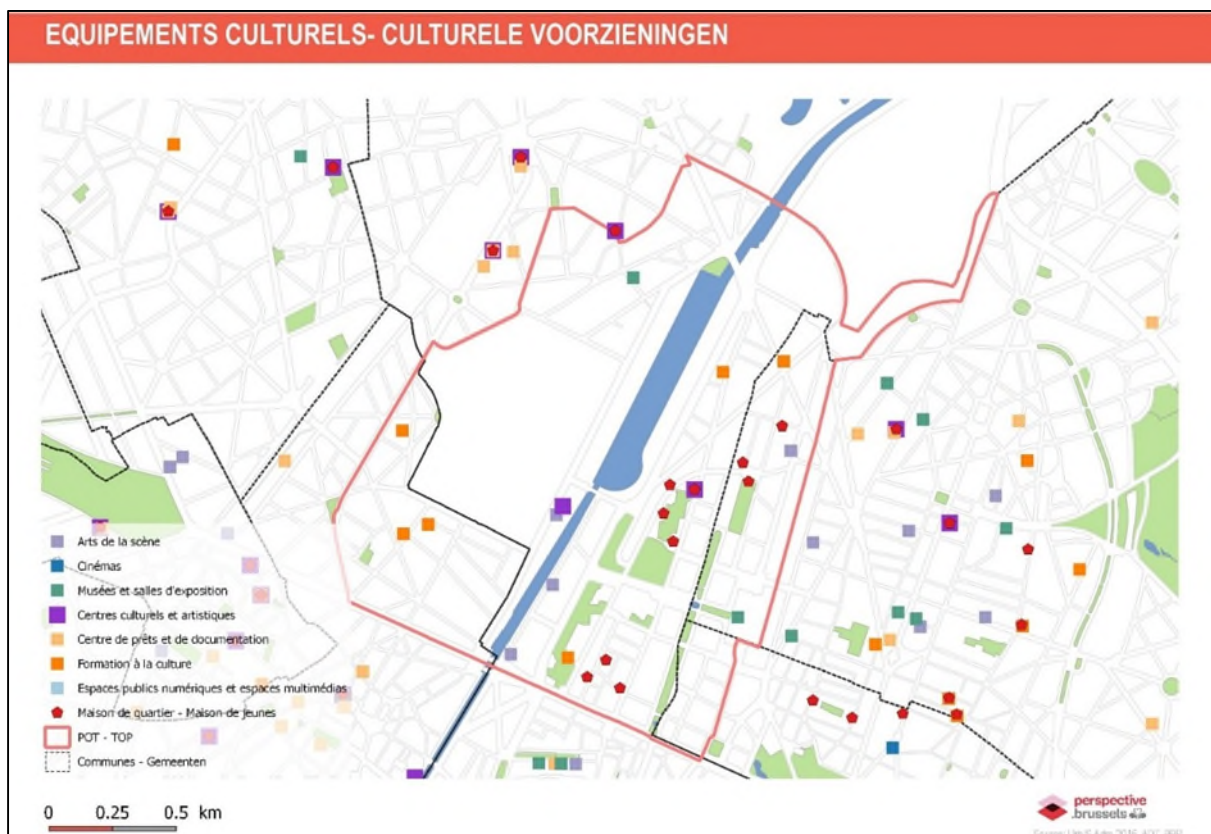 EQUIPEMENTS CULTURELS- CULTURELE VOORZIENINGEN
Arts de la scène
Cinémas
Musées et salles d'exposition
Centres culturels et artistiques
Centre de prêts et de documentation
Formation à la culture
Espaces publics numériques et espaces multimédias
Maison de quartier - Maison de jeunes
POT - TOP
Communes - Gemeenten
0 0.25 0.5 km
perspective
.brussels